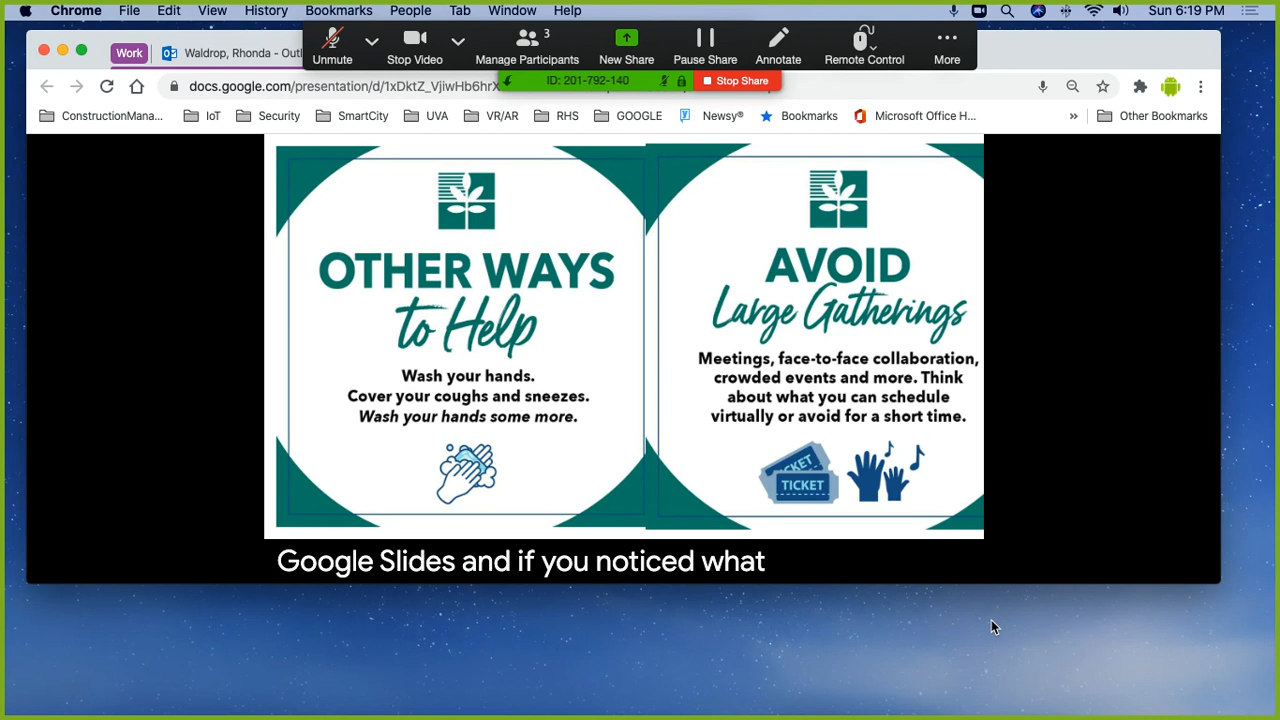 Chrome File Edit View History Bookmarks People Tab Window Help Sun 6:19 PM
Unmute Stop Video Manage Participants 3 New Share Pause Share Annotate Remote Control More
Work Waldrop, Rhonda - Outl
ID: 201-792-140 Stop Share
docs.google.com/presentation/d/1xDktZ_VjiwHb6hrX
ConstructionMana... IoT Security SmartCity UVA VR/AR RHS GOOGLE Newsy® Bookmarks Microsoft Office H... » Other Bookmarks
OTHER WAYS
to Help
Wash your hands.
Cover your coughs and sneezes.
Wash your hands some more.
AVOID
Large Gatherings
Meetings, face-to-face collaboration,
crowded events and more. Think
about what you can schedule
virtually or avoid for a short time.
TICKET
TICKET
Google Slides and if you noticed what